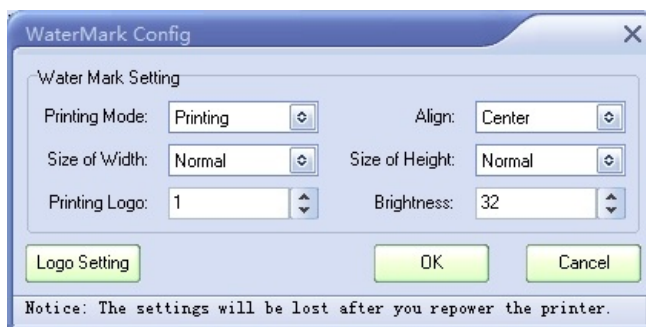 WaterMark Config
Water Mark Setting
Printing Mode: Printing Align: Center
Size of Width: Normal Size of Height: Normal
Printing Logo: 1 Brightness: 32
Logo Setting OK Cancel
Notice: The settings will be lost after you repower the printer.